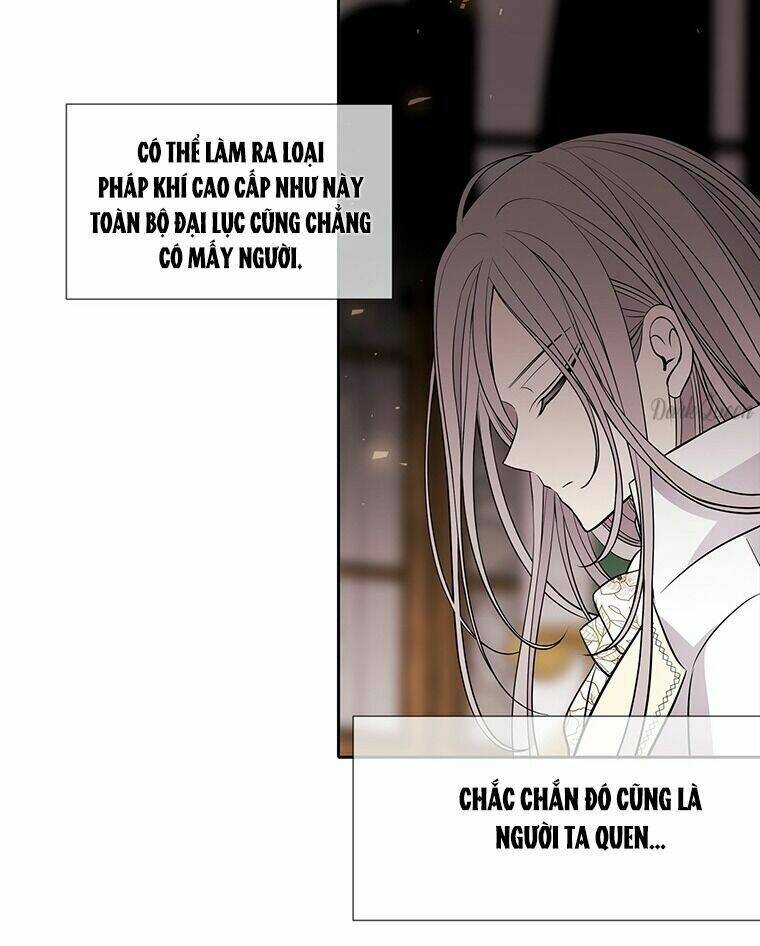 CÓ THỂ LÀM RA LOẠI
PHÁP KHÍ CAO CẤP NHƯ NÀY
TOÀN BỘ ĐẠI LỤC CŨNG CHẲNG
CÓ MẤY NGƯỜI.
CHẮC CHẮN ĐÓ CŨNG LÀ
NGƯỜI TA QUEN...